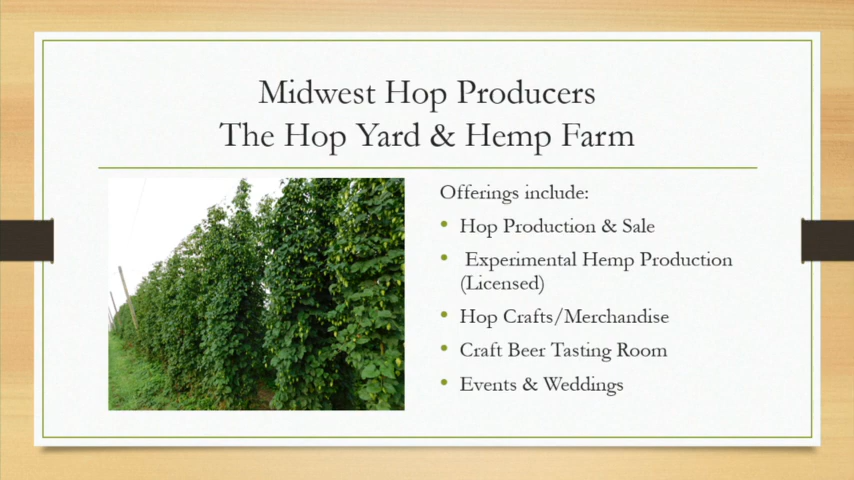 Midwest Hop Producers
The Hop Yard & Hemp Farm
Offerings include:
• Hop Production & Sale
• Experimental Hemp Production
(Licensed)
• Hop Crafts/Merchandise
• Craft Beer Tasting Room
• Events & Weddings